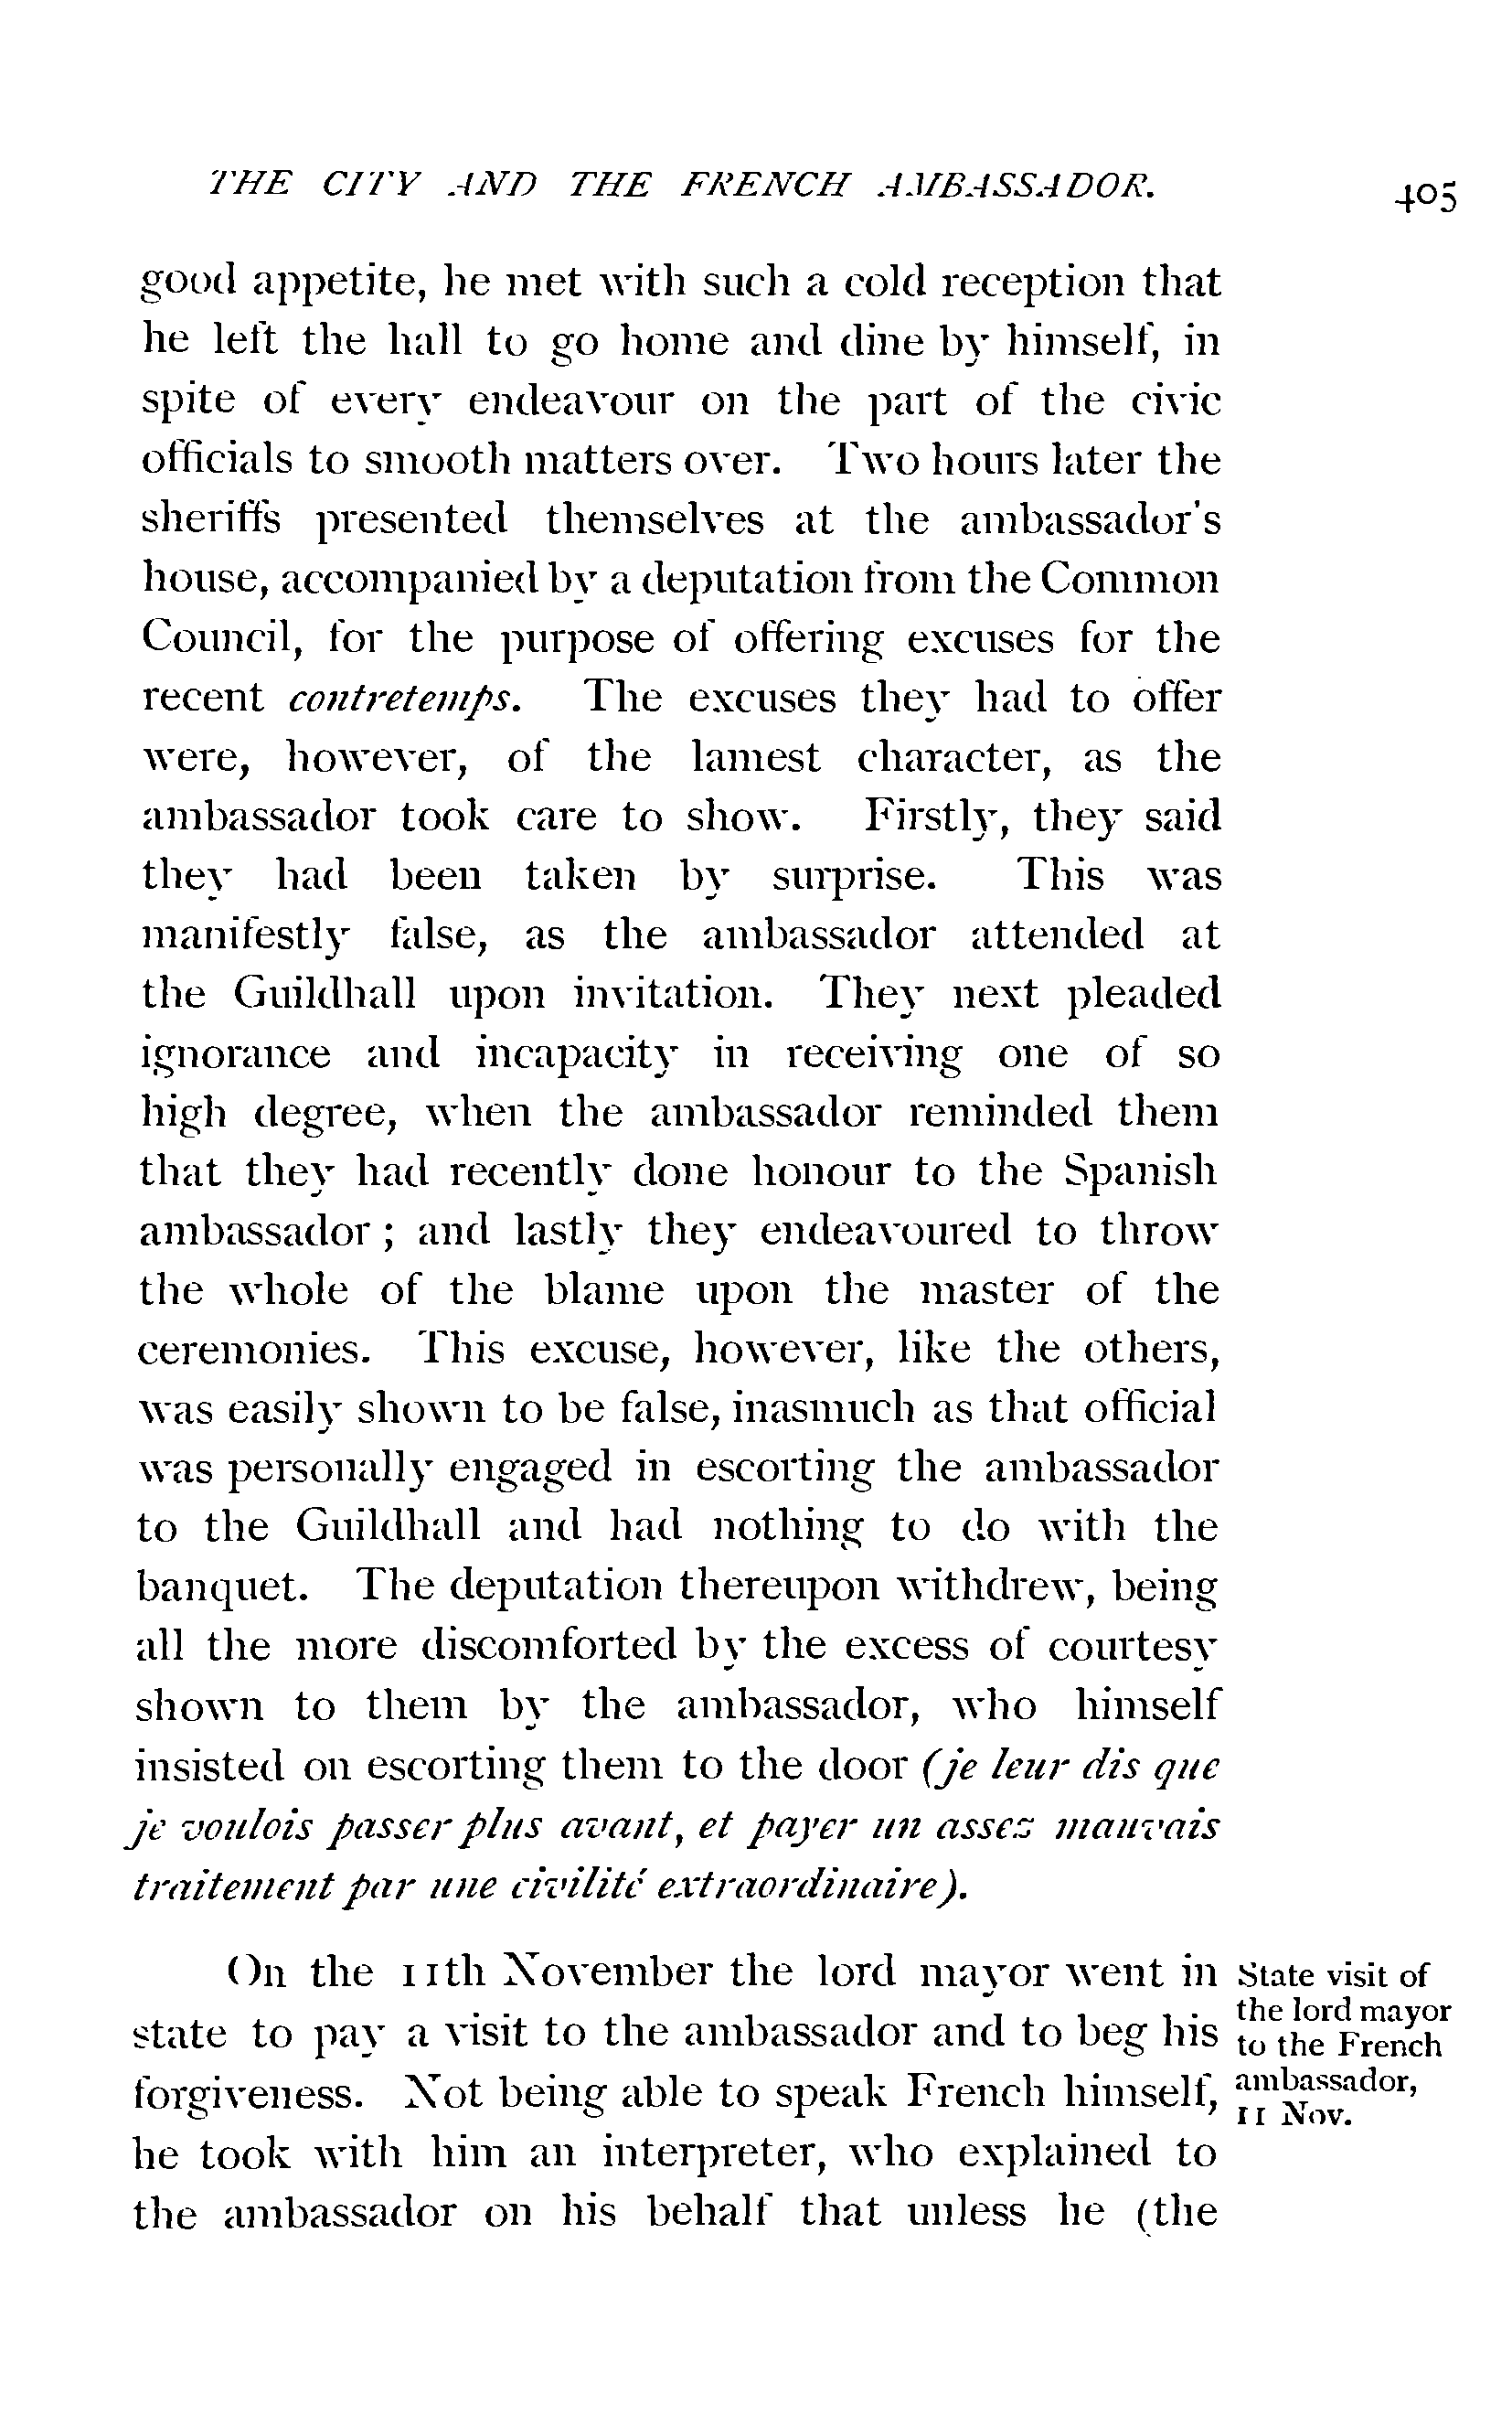 THE CITY AND THE FRENCH AMBASSADOR. 405
good appetite, he met with such a cold reception that
he left the hall to go home and dine by himself, in
spite of every endeavour on the part of the civic
officials to smooth matters over. Two hours later the
sheriffs presented themselves at the ambassador's
house, accompanied by a deputation from the Common
Council, for the purpose of offering excuses for the
recent contretemps. The excuses they had to offer
were, however, of the lamest character, as the
ambassador took care to show. Firstly, they said
they had been taken by surprise. This was
manifestly false, as the ambassador attended at
the Guildhall upon invitation. They next pleaded
ignorance and incapacity in receiving one of so
high degree, when the ambassador reminded them
that they had recently done honour to the Spanish
ambassador; and lastly they endeavoured to throw
the whole of the blame upon the master of the
ceremonies. This excuse, however, like the others,
was easily shown to be false, inasmuch as that official
was personally engaged in escorting the ambassador
to the Guildhall and had nothing to do with the
banquet. The deputation thereupon withdrew, being
all the more discomforted by the excess of courtesy
shown to them by the ambassador, who himself
insisted on escorting them to the door (je leur dis que
je voulois passer plus avant, et payer un assez mauvais
traitement par une civilité extraordinaire).
On the 11th November the lord mayor went in
state to pay a visit to the ambassador and to beg his
forgiveness. Not being able to speak French himself,
he took with him an interpreter, who explained to
the ambassador on his behalf that unless he (the
State visit of
the lord mayor
to the French
ambassador,
11 Nov.